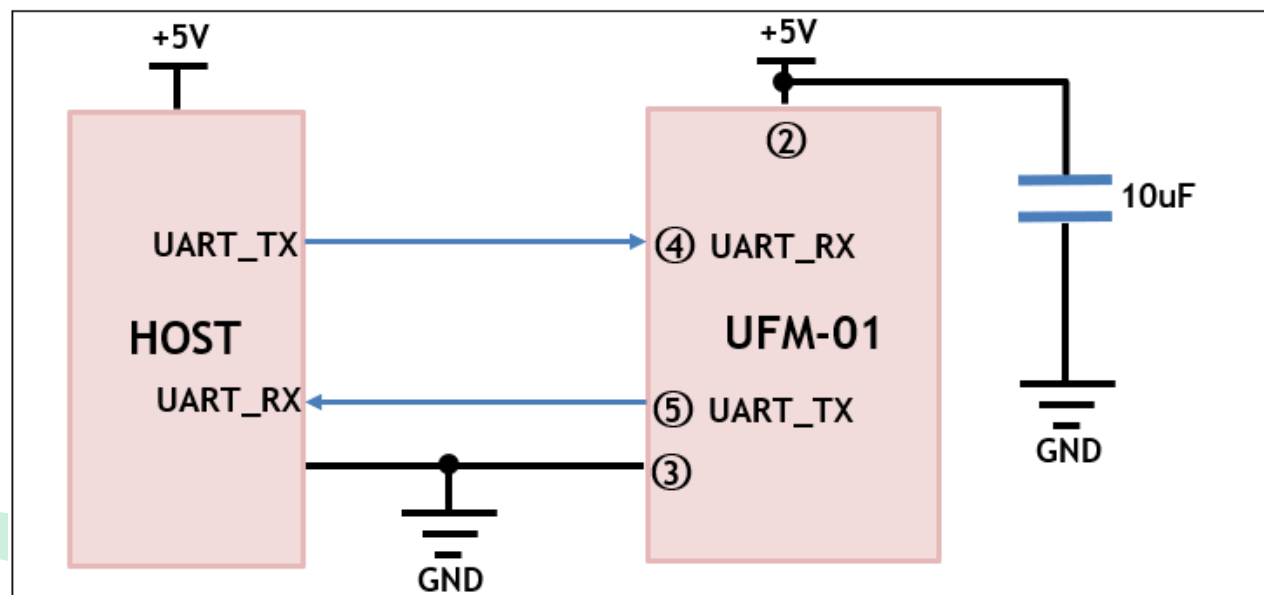 +5V
+5V
②
10uF
UART_TX
④ UART_RX
HOST
UFM-01
UART_RX
⑤ UART_TX
③
GND
GND